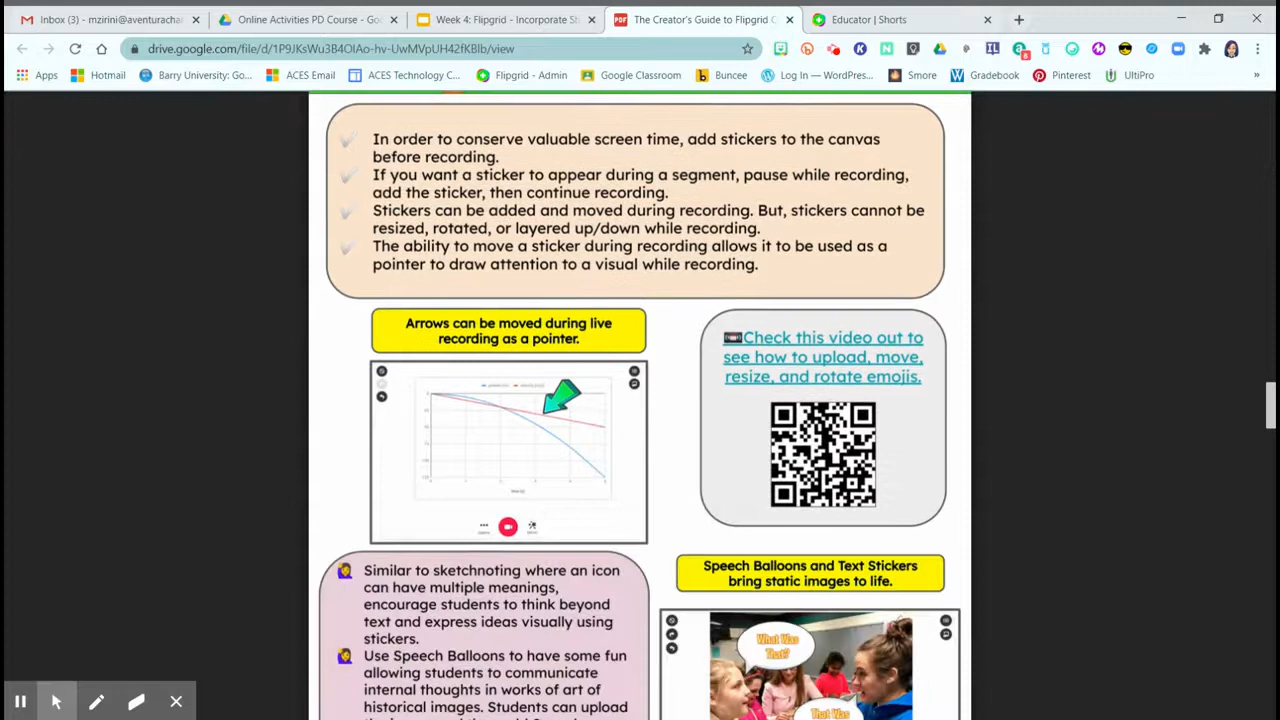 Inbox (3) - mzirini@aventurachar
Online Activities PD Course - Goo
Week 4: Flipgrid - Incorporate St
PDF
The Creator's Guide to Flipgrid C
Educator | Shorts
drive.google.com/file/d/1P9JKsWu3B4OIAo-hv-UwMVpUH42fKBIb/view
Apps
Hotmail
Barry University: Go...
ACES Email
ACES Technology C...
Flipgrid - Admin
Google Classroom
Buncee
Log In — WordPres...
Smore
Gradebook
Pinterest
UltiPro
»
In order to conserve valuable screen time, add stickers to the canvas
before recording.
If you want a sticker to appear during a segment, pause while recording,
add the sticker, then continue recording.
Stickers can be added and moved during recording. But, stickers cannot be
resized, rotated, or layered up/down while recording.
The ability to move a sticker during recording allows it to be used as a
pointer to draw attention to a visual while recording.
Arrows can be moved during live
recording as a pointer.
Check this video out to
see how to upload, move,
resize, and rotate emojis.
Similar to sketchnoting where an icon
can have multiple meanings,
encourage students to think beyond
text and express ideas visually using
stickers.
Use Speech Balloons to have some fun
allowing students to communicate
internal thoughts in works of art of
historical images. Students can upload
Speech Balloons and Text Stickers
bring static images to life.
What Was
That?
That Was